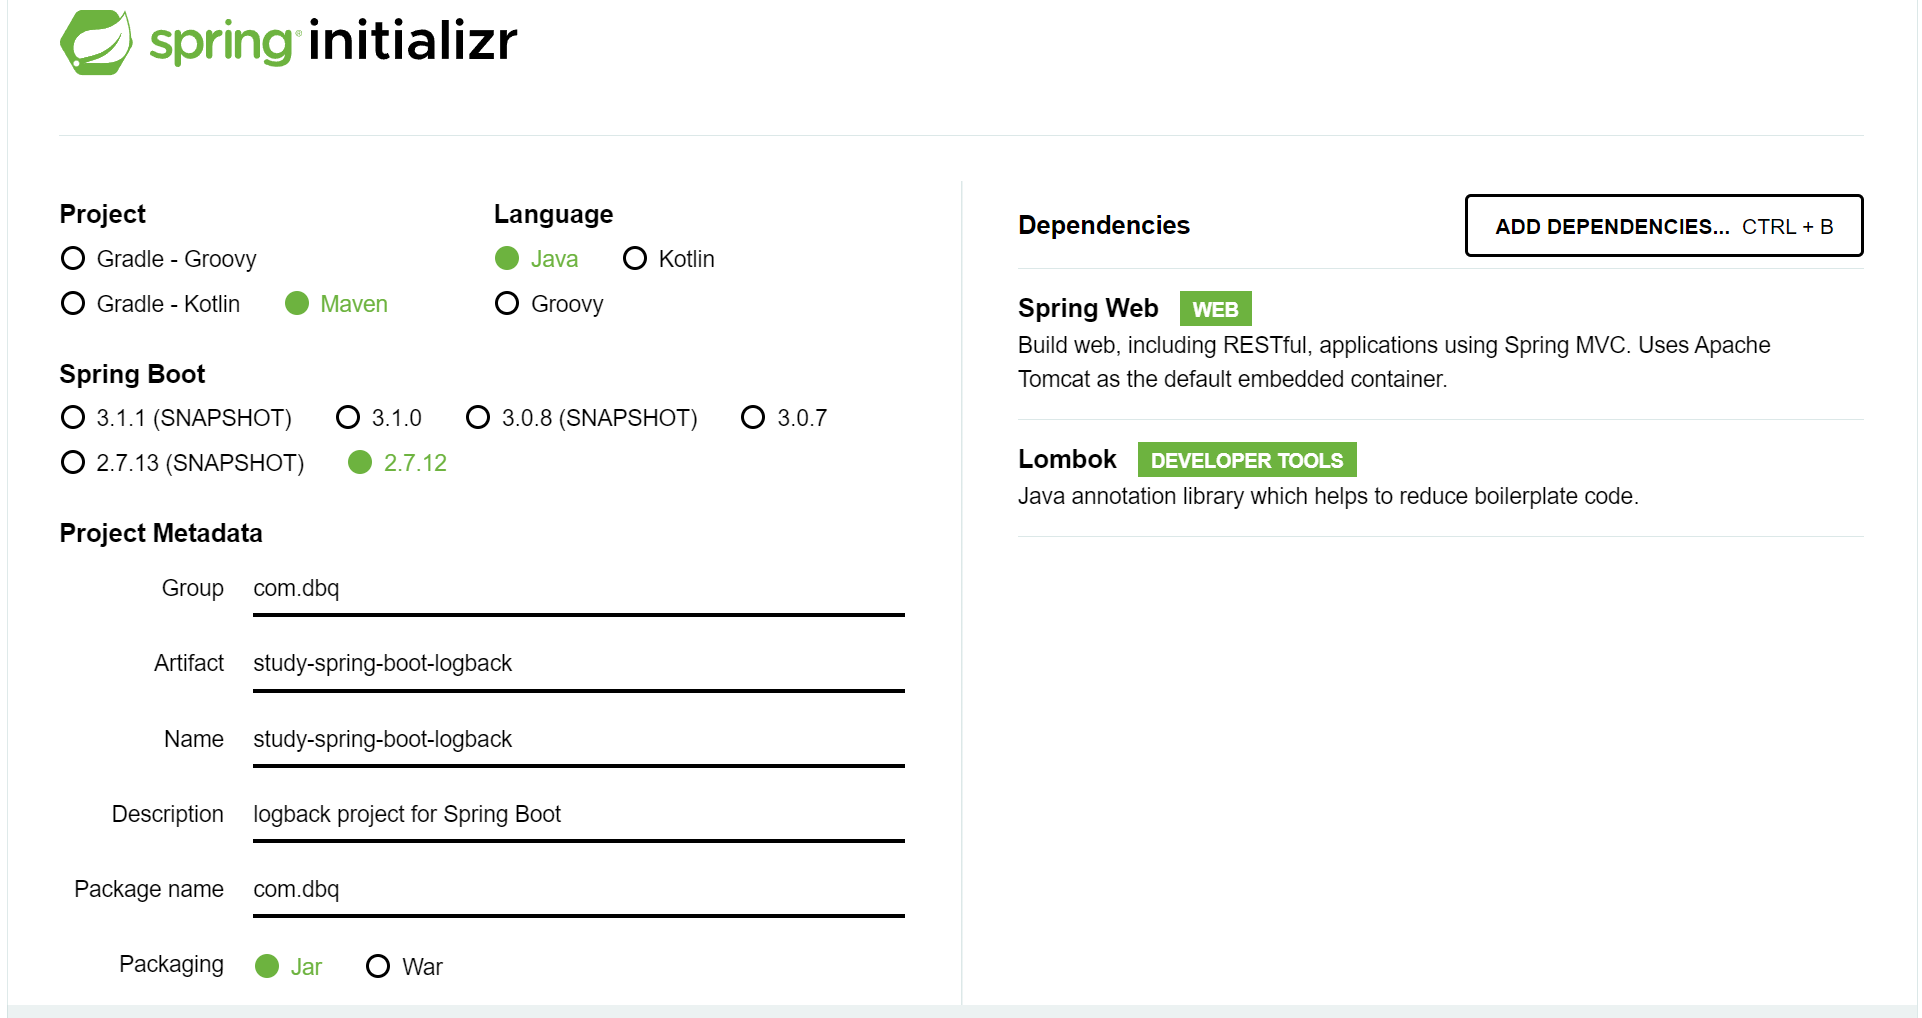 spring initializr
Project
Gradle - Groovy
Gradle - Kotlin Maven
Language
Java Kotlin
Groovy
Spring Boot
3.1.1 (SNAPSHOT) 3.1.0 3.0.8 (SNAPSHOT) 3.0.7
2.7.13 (SNAPSHOT) 2.7.12
Project Metadata
Group com.dbq
Artifact study-spring-boot-logback
Name study-spring-boot-logback
Description logback project for Spring Boot
Package name com.dbq
Packaging Jar War
Dependencies ADD DEPENDENCIES... CTRL + B
Spring Web WEB
Build web, including RESTful, applications using Spring MVC. Uses Apache
Tomcat as the default embedded container.
Lombok DEVELOPER TOOLS
Java annotation library which helps to reduce boilerplate code.